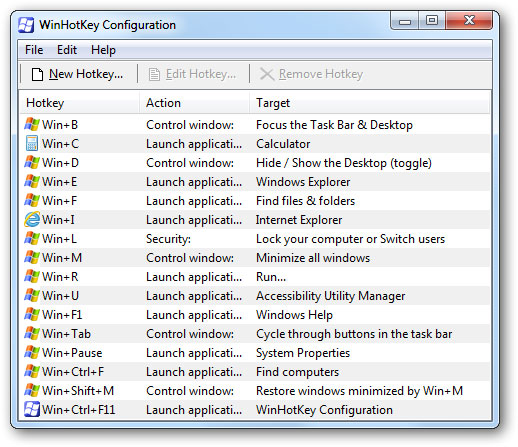 WinHotKey Configuration
File Edit Help
New Hotkey... Edit Hotkey... Remove Hotkey
Hotkey Action Target
Win+B Control window: Focus the Task Bar & Desktop
Win+C Launch applicati... Calculator
Win+D Control window: Hide / Show the Desktop (toggle)
Win+E Launch applicati... Windows Explorer
Win+F Launch applicati... Find files & folders
Win+I Launch applicati... Internet Explorer
Win+L Security: Lock your computer or Switch users
Win+M Control window: Minimize all windows
Win+R Launch applicati... Run...
Win+U Launch applicati... Accessibility Utility Manager
Win+F1 Launch applicati... Windows Help
Win+Tab Control window: Cycle through buttons in the task bar
Win+Pause Launch applicati... System Properties
Win+Ctrl+F Launch applicati... Find computers
Win+Shift+M Control window: Restore windows minimized by Win+M
Win+Ctrl+F11 Launch applicati... WinHotKey Configuration